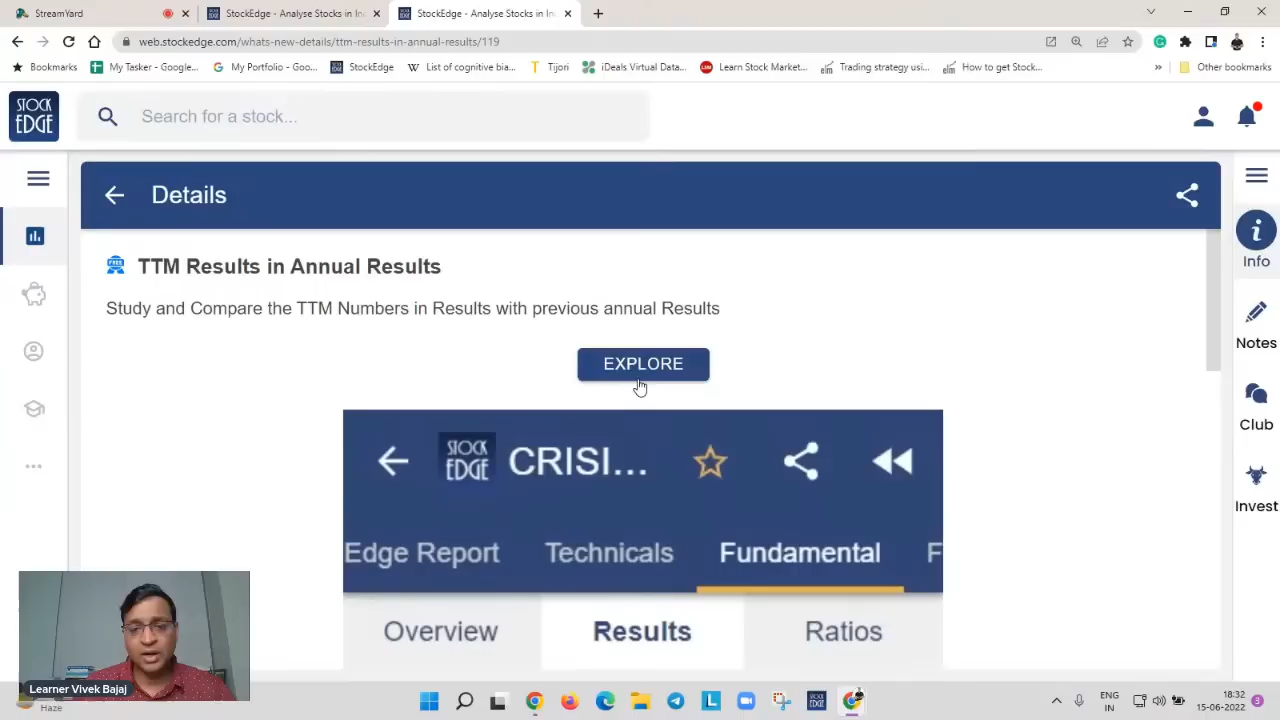 StreamYard
StockEdge - Analyse Stocks in In
StockEdge - Analyse Stocks in In
web.stockedge.com/whats-new-details/ttm-results-in-annual-results/119
Bookmarks
My Tasker - Google...
My Portfolio - Goo...
StockEdge
List of cognitive bia...
Tijori
iDeals Virtual Data...
Learn Stock Market...
Trading strategy usi...
How to get Stock...
»
Other bookmarks
STOCK
EDGE
Search for a stock...
Details
FREE
TTM Results in Annual Results
Study and Compare the TTM Numbers in Results with previous annual Results
EXPLORE
STOCK
EDGE
CRISI...
Edge Report
Technicals
Fundamental
F
Overview
Results
Ratios
Info
Notes
Club
Invest
Learner Vivek Bajaj
Haze
ENG
IN
18:32
15-06-2022
3